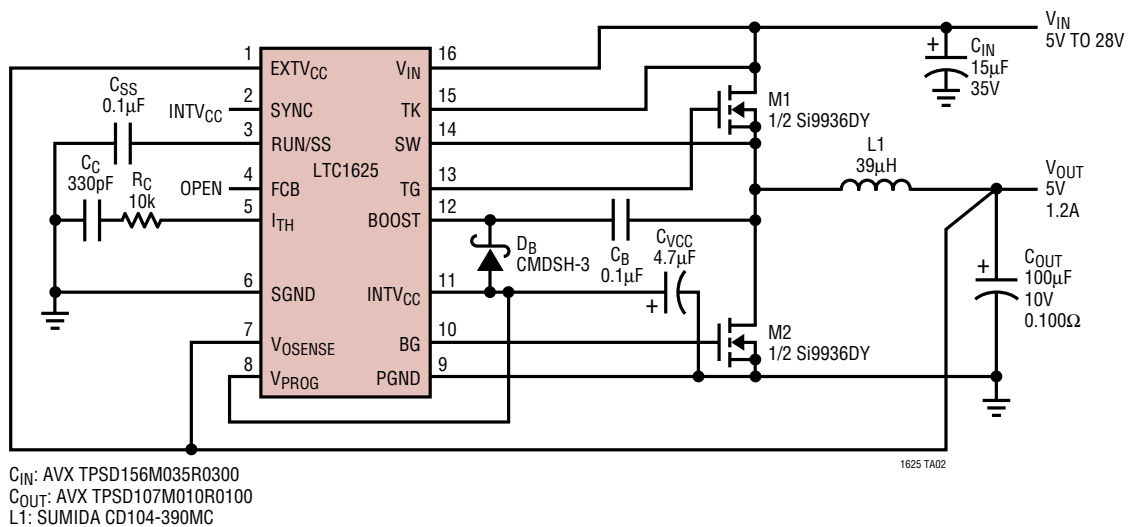 V_IN
5V TO 28V
C_IN
15µF
35V
1
EXTV_CC
2
INTV_CC
SYNC
3
RUN/SS
4
OPEN
FCB
5
I_TH
6
SGND
7
V_OSENSE
8
V_PROG
LTC1625
16
V_IN
15
TK
14
SW
13
TG
12
BOOST
11
INTV_CC
10
BG
9
PGND
C_SS
0.1µF
C_C
330pF
R_C
10k
D_B
CMDSH-3
C_B
0.1µF
C_VCC
4.7µF
+
M1
1/2 Si9936DY
M2
1/2 Si9936DY
L1
39µH
V_OUT
5V
1.2A
+
C_OUT
100µF
10V
0.100Ω
+
1625 TA02
C_IN: AVX TPSD156M035R0300
C_OUT: AVX TPSD107M010R0100
L1: SUMIDA CD104-390MC